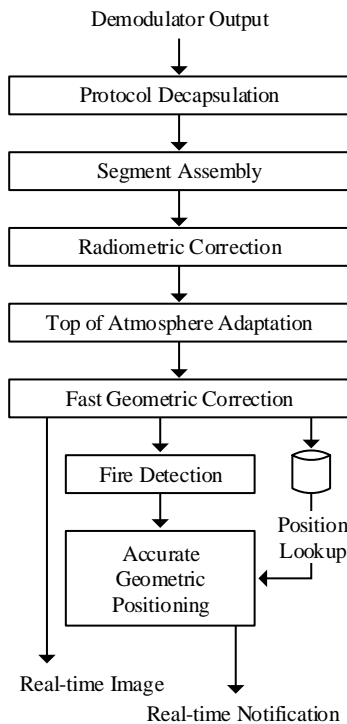 Demodulator Output
Protocol Decapsulation
Segment Assembly
Radiometric Correction
Top of Atmosphere Adaptation
Fast Geometric Correction
Fire Detection
Position
Lookup
Accurate
Geometric
Positioning
Real-time Image
Real-time Notification